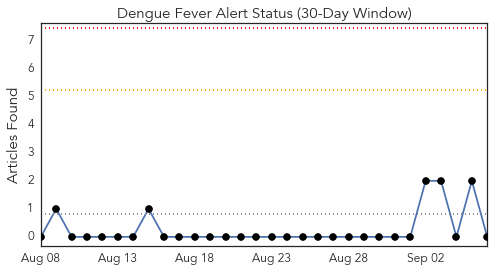 Dengue Fever Alert Status (30-Day Window)
Articles Found
7
6
5
4
3
2
1
0
Aug 08 Aug 13 Aug 18 Aug 23 Aug 28 Sep 02